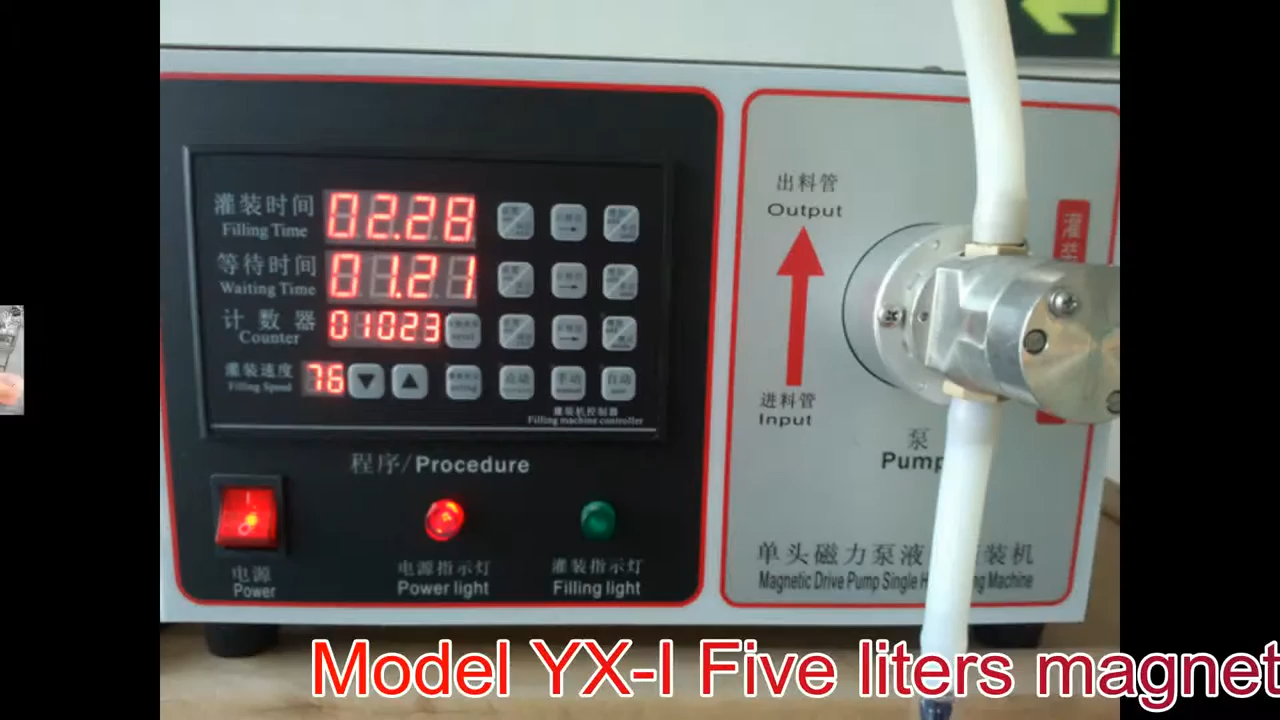 灌装时间 02.28
Filling Time
等待时间 01.21
Waiting Time
计数器 01023
Counter
灌装速度 76
Filling Speed
点动 手动 自动
灌装机控制器
Filling machine controller
程序/Procedure
电源
Power
电源指示灯
Power light
灌装指示灯
Filling light
出料管
Output
进料管
Input
泵
Pump
灌装
单头磁力泵液 装机
Magnetic Drive Pump Single H ng Machine
Model YX-I Five liters magnet